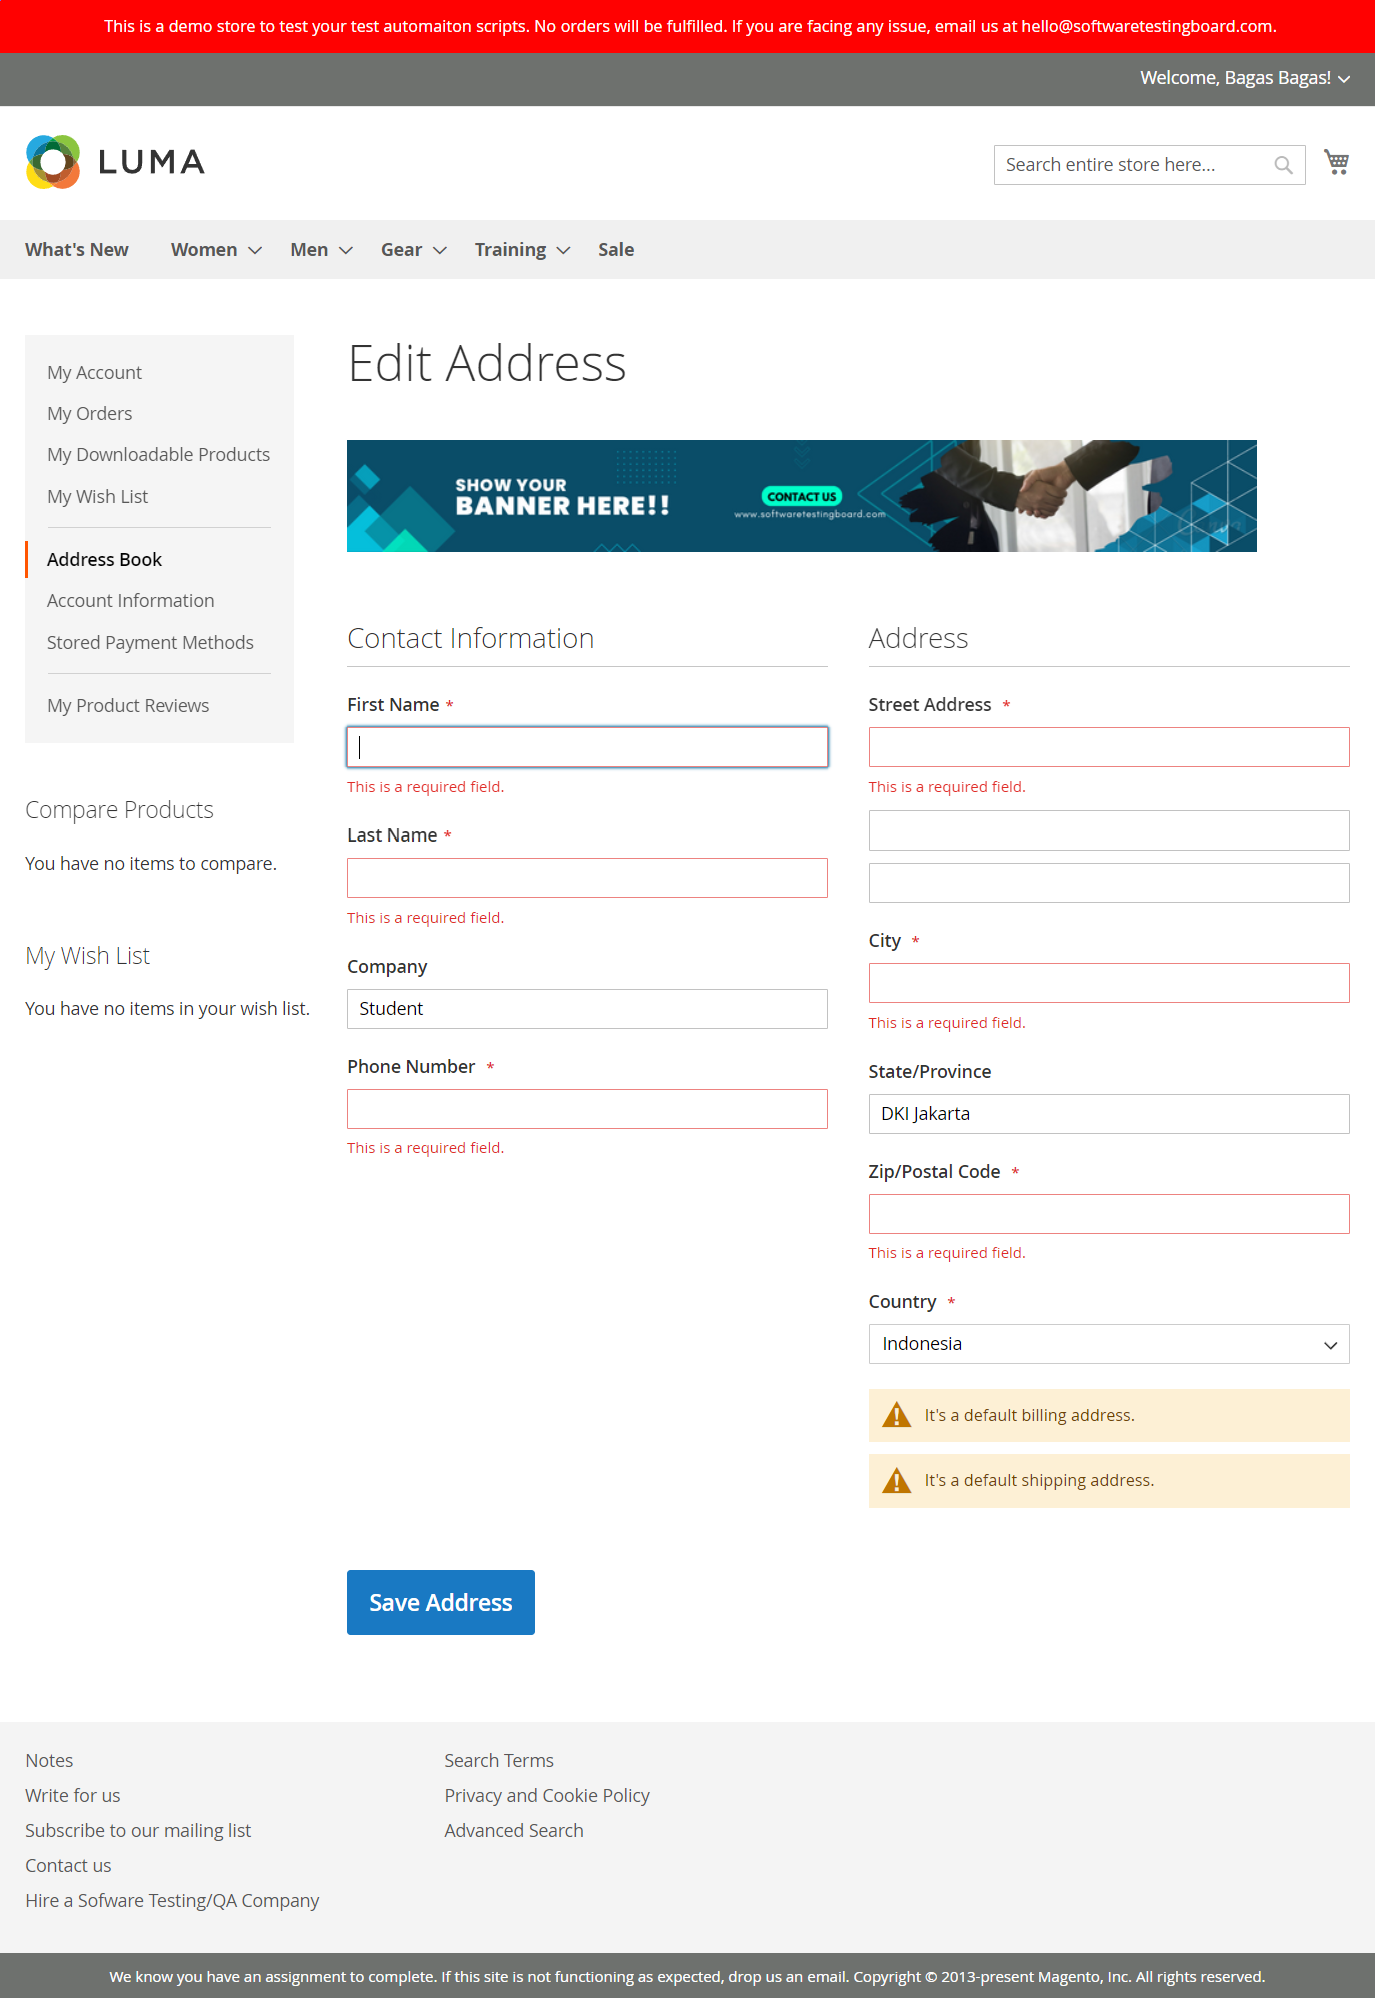 This is a demo store to test your test automaiton scripts. No orders will be fulfilled. If you are facing any issue, email us at hello@softwaretestingboard.com.
Welcome, Bagas Bagas!
LUMA
Search entire store here...
What's New Women Men Gear Training Sale
My Account
My Orders
My Downloadable Products
My Wish List
Address Book
Account Information
Stored Payment Methods
My Product Reviews
Compare Products
You have no items to compare.
My Wish List
You have no items in your wish list.
Edit Address
SHOW YOUR
BANNER HERE!!
CONTACT US
www.softwaretestingboard.com
Contact Information
First Name *
This is a required field.
Last Name *
This is a required field.
Company
Student
Phone Number *
This is a required field.
Address
Street Address *
This is a required field.
City *
This is a required field.
State/Province
DKI Jakarta
Zip/Postal Code *
This is a required field.
Country *
Indonesia
It's a default billing address.
It's a default shipping address.
Save Address
Notes
Write for us
Subscribe to our mailing list
Contact us
Hire a Sofware Testing/QA Company
Search Terms
Privacy and Cookie Policy
Advanced Search
We know you have an assignment to complete. If this site is not functioning as expected, drop us an email. Copyright © 2013-present Magento, Inc. All rights reserved.